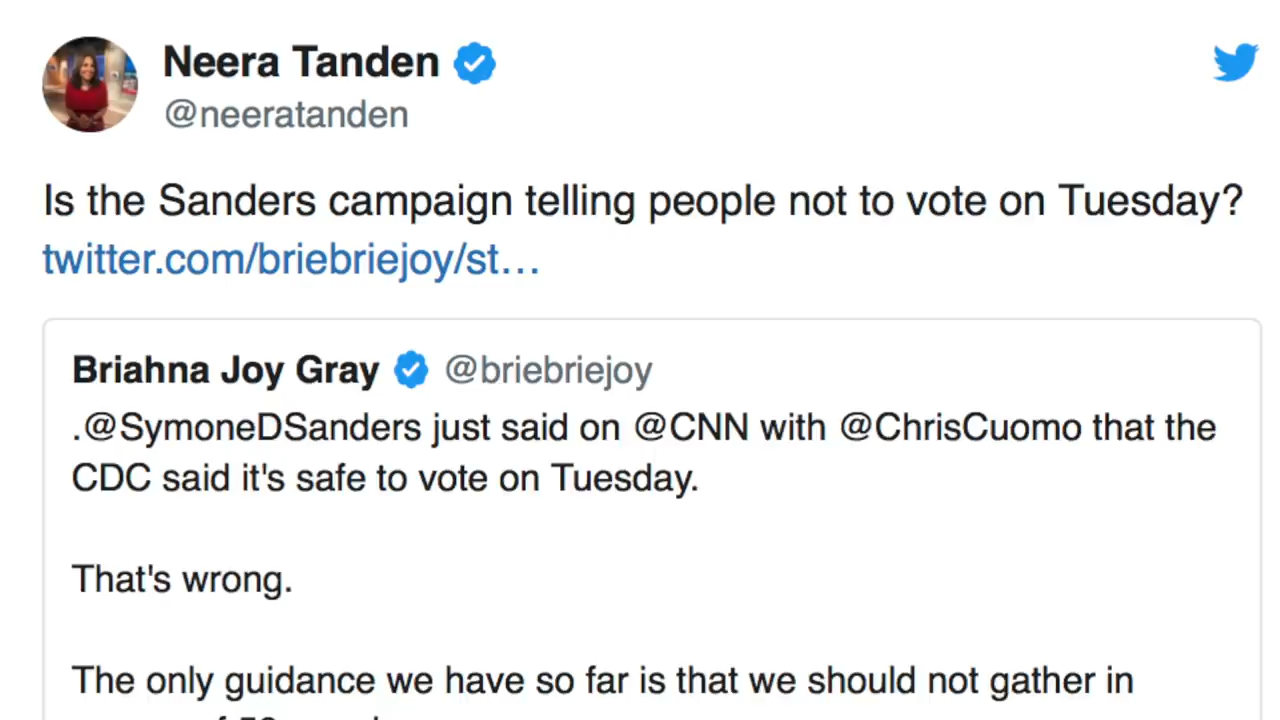 Neera Tanden
@neeratanden
Is the Sanders campaign telling people not to vote on Tuesday?
twitter.com/briebriejoy/st…
Briahna Joy Gray @briebriejoy
.@SymoneDSanders just said on @CNN with @ChrisCuomo that the
CDC said it's safe to vote on Tuesday.
That's wrong.
The only guidance we have so far is that we should not gather in